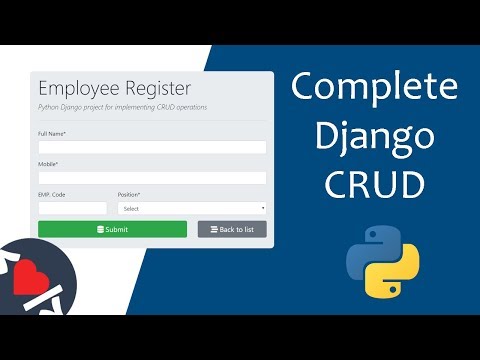 Employee Register
Python Django project for implementing CRUD operations
Full Name*
Mobile*
EMP. Code
Position*
Select
Submit
Back to list
Complete
Django
CRUD